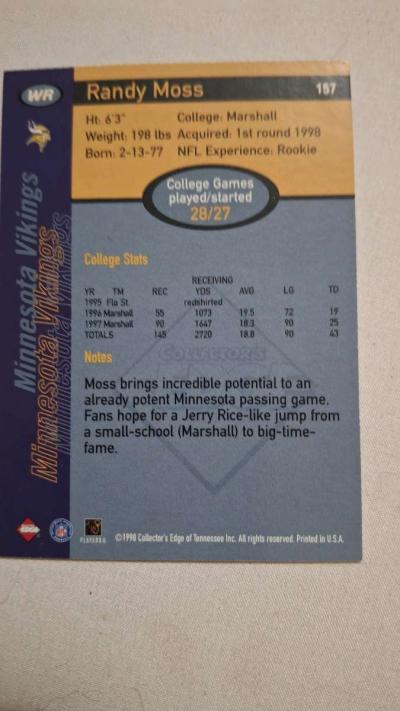 WR
Randy Moss 157
Ht: 6'3" College: Marshall
Weight: 198 lbs Acquired: 1st round 1998
Born: 2-13-77 NFL Experience: Rookie
College Games
played/started
28/27
Minnesota Vikings
Minnesota Vikings
College Stats
RECEIVING
YR TM REC YDS AVG LG TD
1995 Fla St. redshirted
1996 Marshall 55 1073 19.5 72 19
1997 Marshall 90 1647 18.3 90 25
TOTALS 145 2720 18.8 90 43
COLLECTOR'S
Notes
Moss brings incredible potential to an
already potent Minnesota passing game.
Fans hope for a Jerry Rice-like jump from
a small-school (Marshall) to big-time-
fame.
EDGE
NFL
PLAYERS
©1998 Collector's Edge of Tennessee Inc. All rights reserved. Printed in U.S.A.